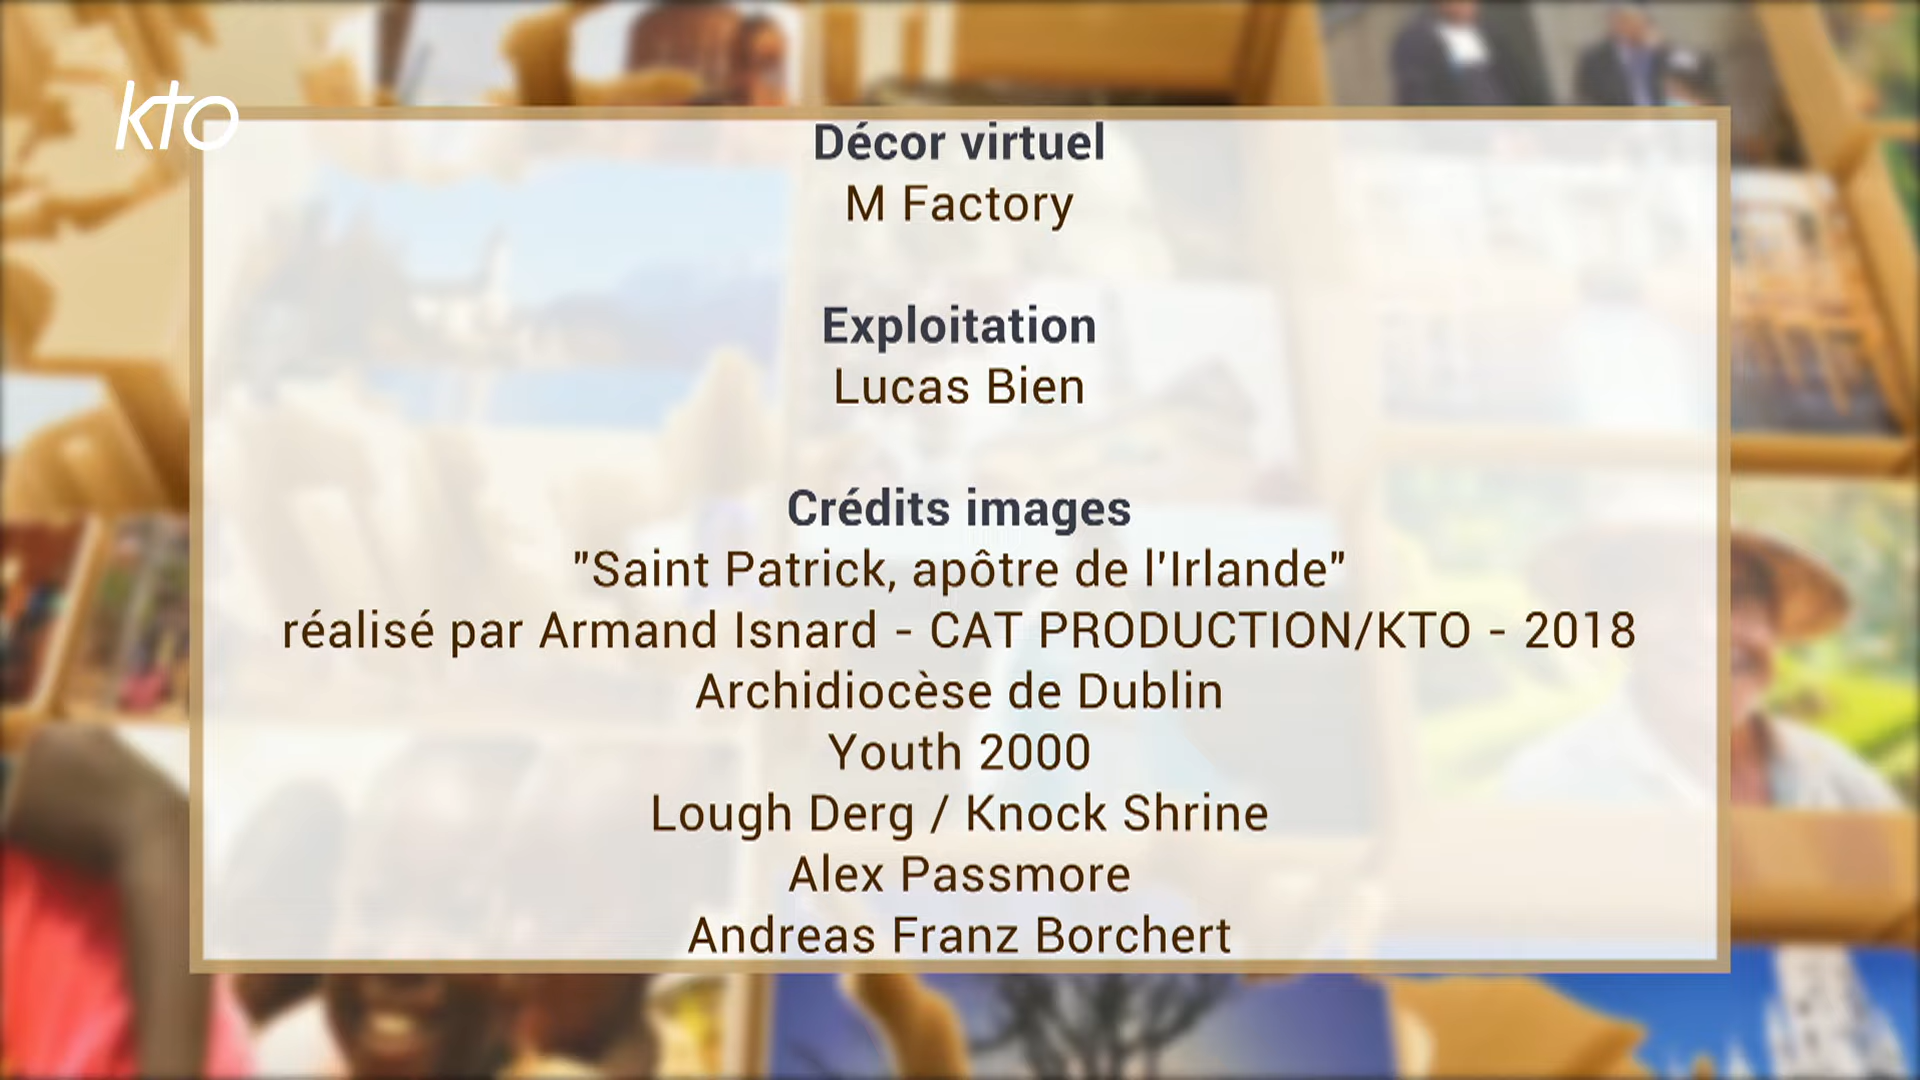 kto
Décor virtuel
M Factory
Exploitation
Lucas Bien
Crédits images
"Saint Patrick, apôtre de l'Irlande"
réalisé par Armand Isnard - CAT PRODUCTION/KTO - 2018
Archidiocèse de Dublin
Youth 2000
Lough Derg / Knock Shrine
Alex Passmore
Andreas Franz Borchert